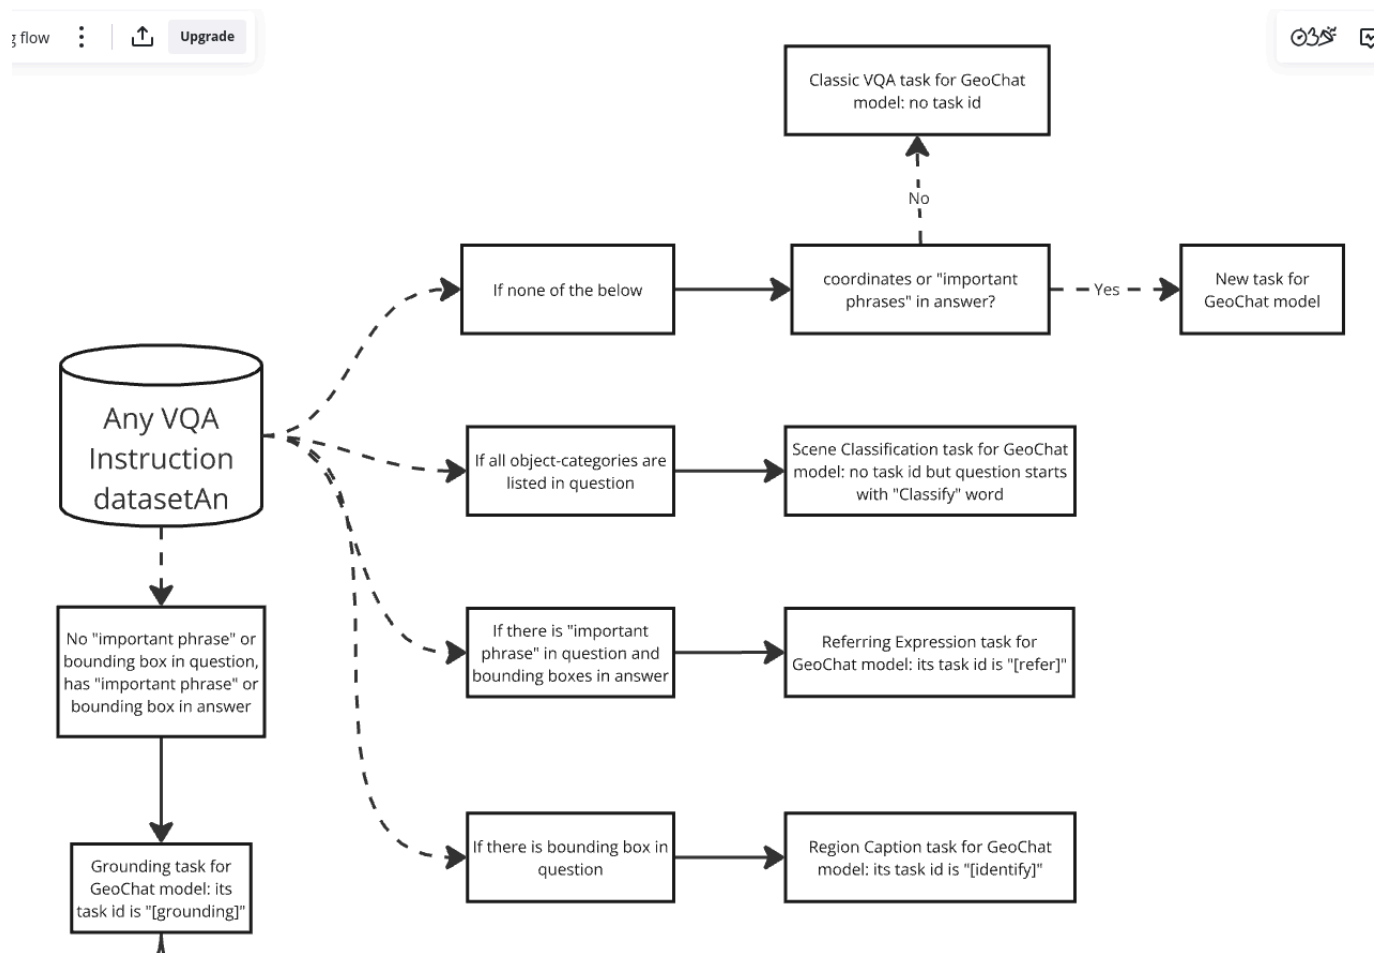 flow
Upgrade
Classic VQA task for GeoChat
model: no task id
No
If none of the below
coordinates or "important
phrases" in answer?
Yes
New task for
GeoChat model
Any VQA
Instruction
datasetAn
If all object-categories are
listed in question
Scene Classification task for GeoChat
model: no task id but question starts
with "Classify" word
No "important phrase" or
bounding box in question,
has "important phrase" or
bounding box in answer
If there is "important
phrase" in question and
bounding boxes in answer
Referring Expression task for
GeoChat model: its task id is "[refer]"
Grounding task for
GeoChat model: its
task id is "[grounding]"
If there is bounding box in
question
Region Caption task for GeoChat
model: its task id is "[identify]"